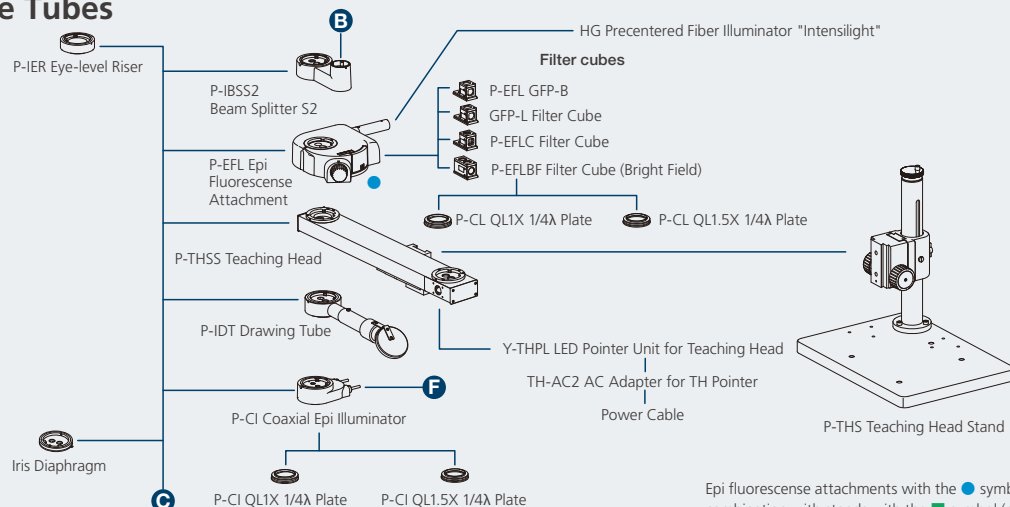 e Tubes
B
HG Precentered Fiber Illuminator "Intensilight"
P-IER Eye-level Riser
Filter cubes
P-IBSS2
Beam Splitter S2
P-EFL GFP-B
GFP-L Filter Cube
P-EFLC Filter Cube
P-EFLBF Filter Cube (Bright Field)
P-EFL Epi
Fluorescense
Attachment
P-CL QL1X 1/4λ Plate
P-CL QL1.5X 1/4λ Plate
P-THSS Teaching Head
P-IDT Drawing Tube
Y-THPL LED Pointer Unit for Teaching Head
TH-AC2 AC Adapter for TH Pointer
Power Cable
F
P-CI Coaxial Epi Illuminator
P-THS Teaching Head Stand
Iris Diaphragm
C
P-CI QL1X 1/4λ Plate
P-CI QL1.5X 1/4λ Plate
Epi fluorescense attachments with the ● symb